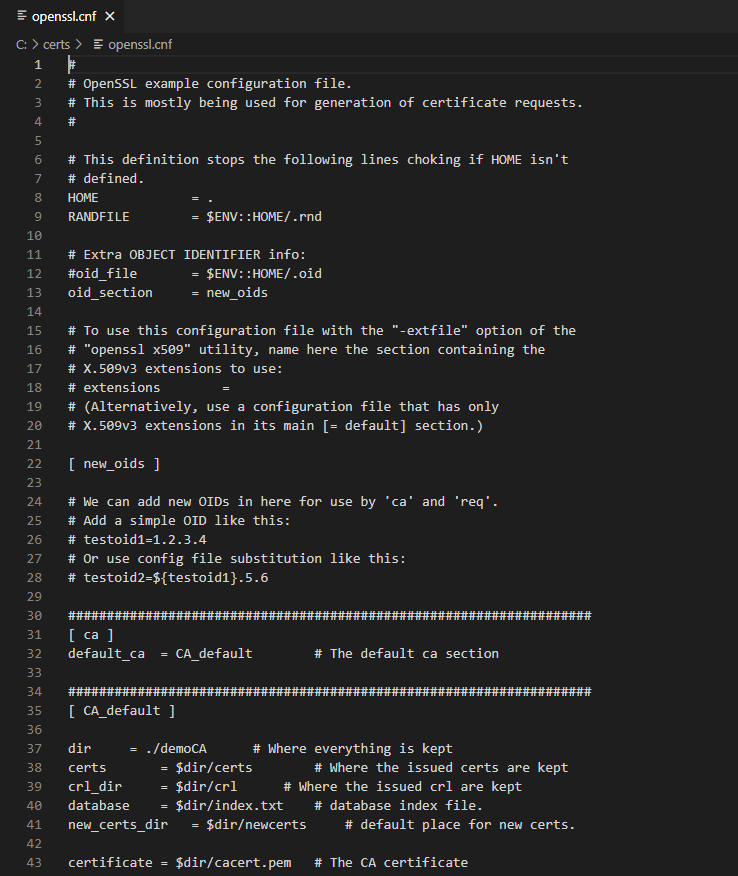 openssl.cnf ×
C: > certs > openssl.cnf
1 #
2 # OpenSSL example configuration file.
3 # This is mostly being used for generation of certificate requests.
4 #
5
6 # This definition stops the following lines choking if HOME isn't
7 # defined.
8 HOME            = .
9 RANDFILE        = $ENV::HOME/.rnd
10
11 # Extra OBJECT IDENTIFIER info:
12 #oid_file       = $ENV::HOME/.oid
13 oid_section     = new_oids
14
15 # To use this configuration file with the "-extfile" option of the
16 # "openssl x509" utility, name here the section containing the
17 # X.509v3 extensions to use:
18 # extensions        =
19 # (Alternatively, use a configuration file that has only
20 # X.509v3 extensions in its main [= default] section.)
21
22 [ new_oids ]
23
24 # We can add new OIDs in here for use by 'ca' and 'req'.
25 # Add a simple OID like this:
26 # testoid1=1.2.3.4
27 # Or use config file substitution like this:
28 # testoid2=${testoid1}.5.6
29
30 ####################################################################
31 [ ca ]
32 default_ca  = CA_default        # The default ca section
33
34 ####################################################################
35 [ CA_default ]
36
37 dir     = ./demoCA      # Where everything is kept
38 certs       = $dir/certs        # Where the issued certs are kept
39 crl_dir     = $dir/crl      # Where the issued crl are kept
40 database    = $dir/index.txt    # database index file.
41 new_certs_dir   = $dir/newcerts     # default place for new certs.
42
43 certificate = $dir/cacert.pem   # The CA certificate